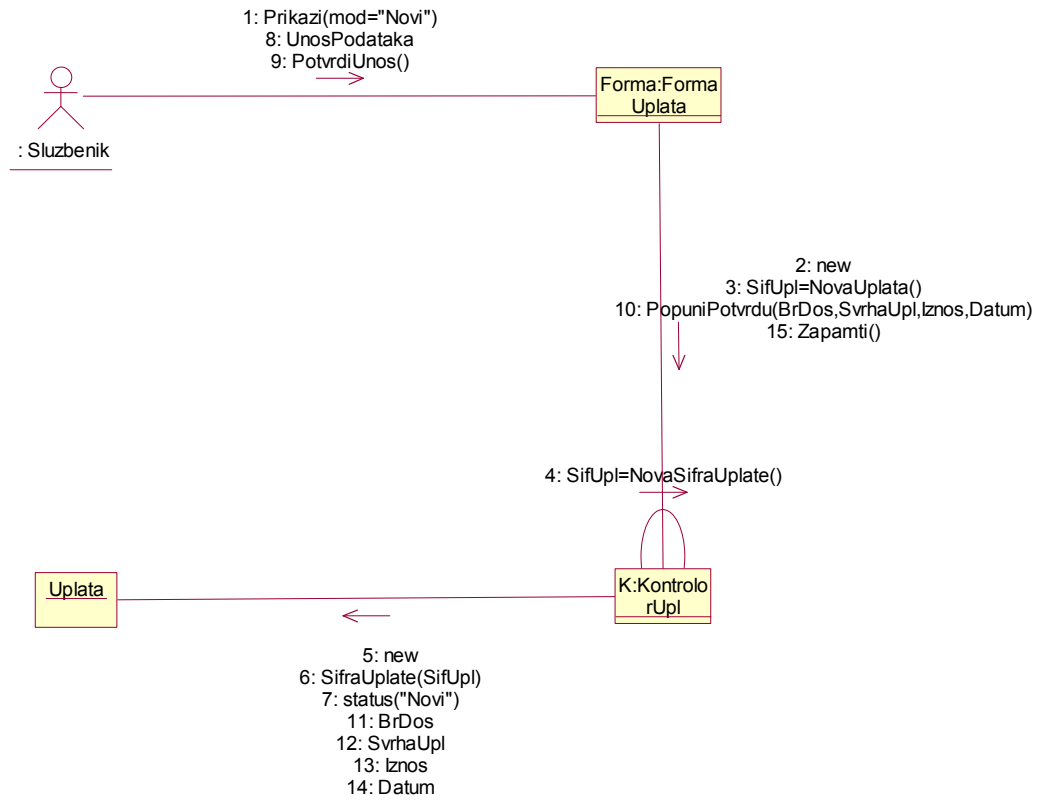 1: Prikazi(mod="Novi")
8: UnosPodataka
9: PotvrdiUnos()
: Sluzbenik
Forma:Forma
Uplata
2: new
3: SifUpl=NovaUplata()
10: PopuniPotvrdu(BrDos,SvrhaUpl,Iznos,Datum)
15: Zapamti()
4: SifUpl=NovaSifraUplate()
Uplata
K:Kontrolo
rUpl
5: new
6: SifraUplate(SifUpl)
7: status("Novi")
11: BrDos
12: SvrhaUpl
13: Iznos
14: Datum